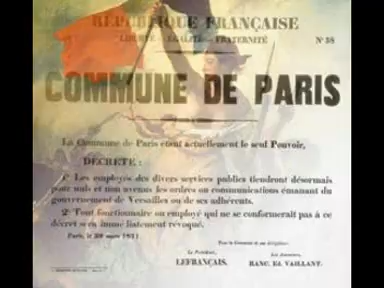 RÉPUBLIQUE FRANÇAISE
LIBERTÉ — ÉGALITÉ — FRATERNITÉ
N° 38
COMMUNE DE PARIS
La Commune de Paris étant actuellement le seul Pouvoir,
DÉCRÈTE :
1° Les employés des divers services publics tiendront désormais
pour nuls et non avenus les ordres ou communications émanant du
gouvernement de Versailles ou de ses adhérents.
2° Tout fonctionnaire ou employé qui ne se conformerait pas à ce
décret sera immédiatement révoqué.
Paris, le 29 mars 1871
Pour la Commune et par délégation:
Le Président,
Les Assesseurs,
LEFRANÇAIS.
RANC, Ed. VAILLANT.